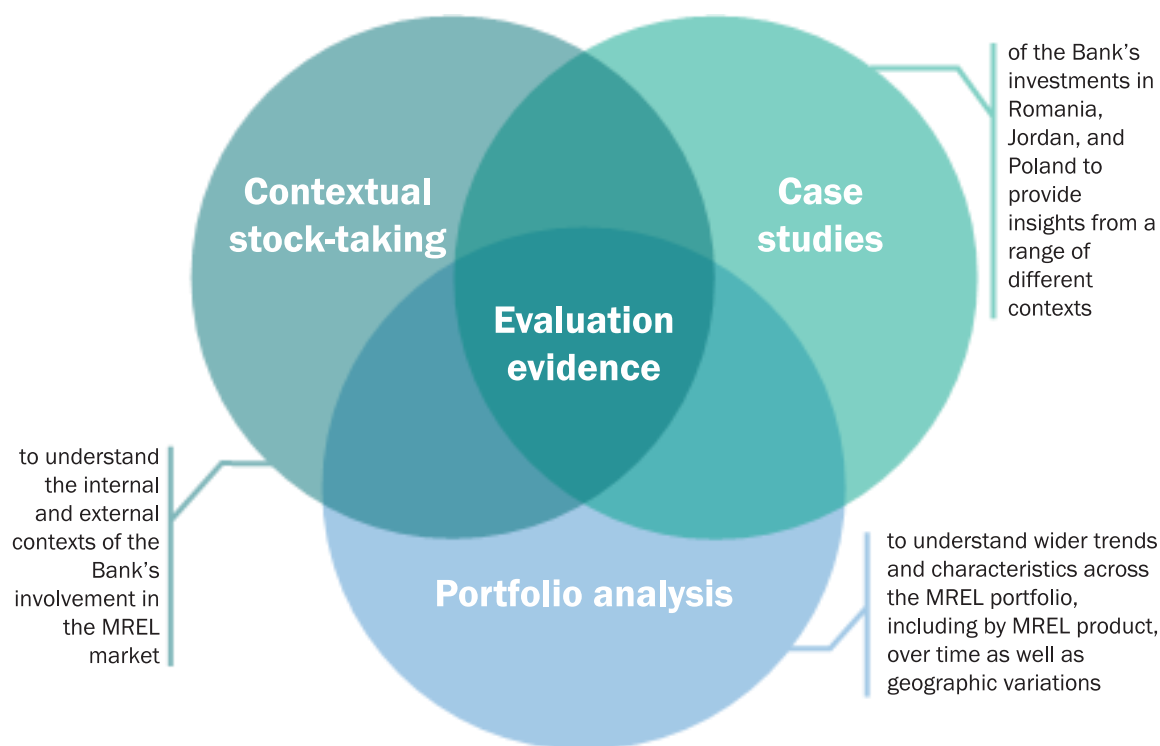 of the Bank’s
investments in
Romania,
Jordan, and
Poland to
provide
insights from a
range of
different
contexts
Contextual
stock-taking
Case
studies
Evaluation
evidence
to understand
the internal
and external
contexts of the
Bank’s
involvement in
the MREL
market
Portfolio analysis
to understand wider trends
and characteristics across
the MREL portfolio,
including by MREL product,
over time as well as
geographic variations